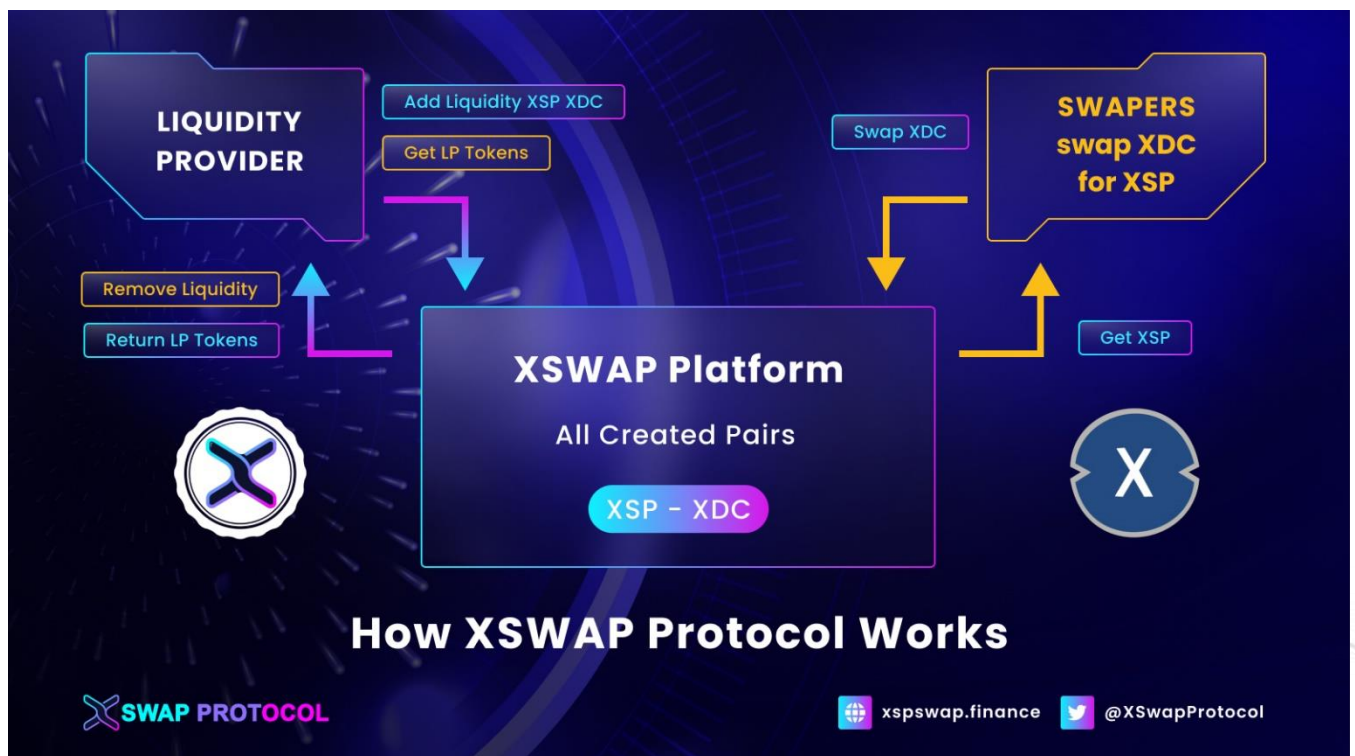 LIQUIDITY
PROVIDER
Add Liquidity XSP XDC
Get LP Tokens
Swap XDC
SWAPERS
swap XDC
for XSP
Remove Liquidity
Return LP Tokens
Get XSP
XSWAP Platform
All Created Pairs
XSP - XDC
X
How XSWAP Protocol Works
XSWAP PROTOCOL
xspswap.finance
@XSwapProtocol